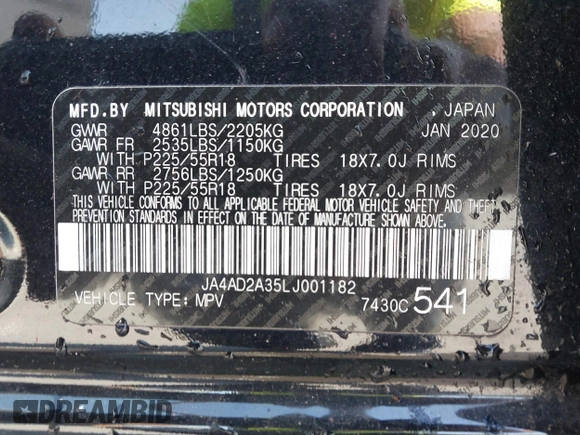 MFD.BY MITSUBISHI MOTORS CORPORATION , JAPAN
GVWR 4861LBS/2205KG JAN 2020
GAWR FR 2535LBS/1150KG
WITH P225/55R18 TIRES 18X7.0J RIMS
GAWR RR 2756LBS/1250KG
WITH P225/55R18 TIRES 18X7.0J RIMS
THIS VEHICLE CONFORMS TO ALL APPLICABLE FEDERAL MOTOR VEHICLE SAFETY AND THEFT
PREVENTION STANDARDS IN EFFECT ON THE DATE OF MANUFACTURE SHOWN ABOVE.
JA4AD2A35LJ001182
VEHICLE TYPE: MPV 7430C 541
DREAMBID